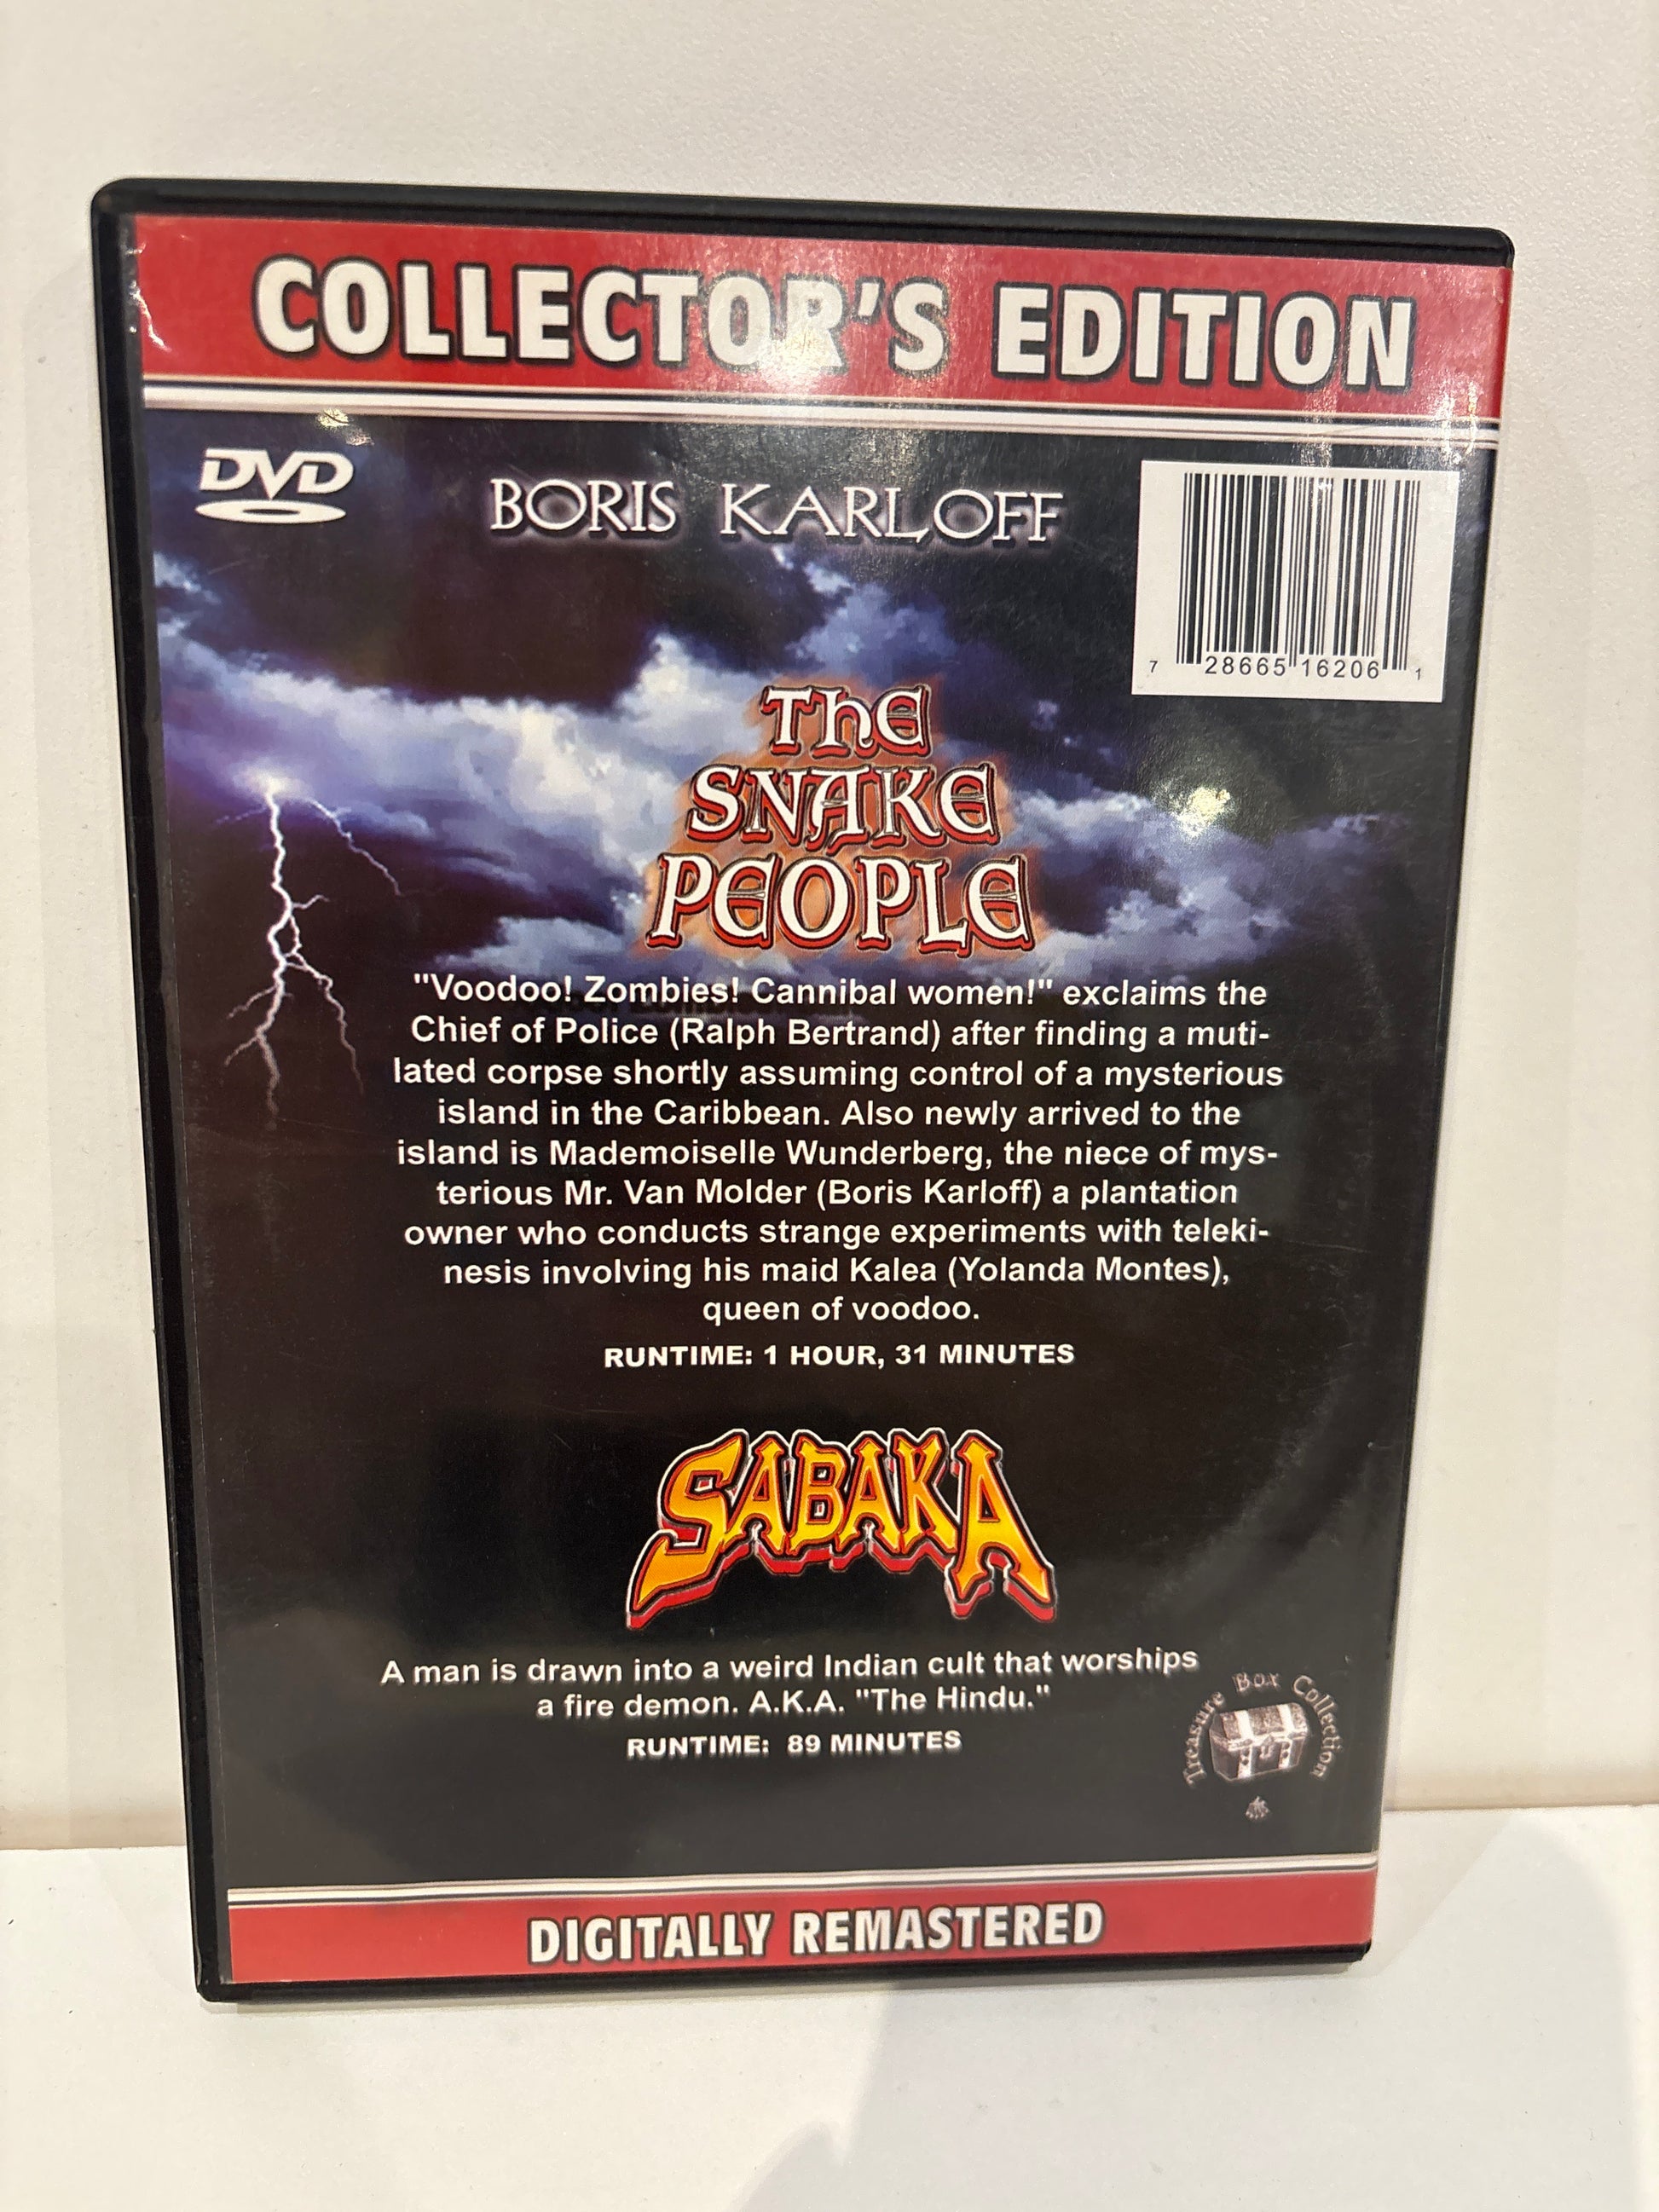 COLLECTOR'S EDITION
DVD
BORIS KARLOFF
7 28665 16206 1
THE
SNAKE
PEOPLE
"Voodoo! Zombies! Cannibal women!" exclaims the
Chief of Police (Ralph Bertrand) after finding a muti-
lated corpse shortly assuming control of a mysterious
island in the Caribbean. Also newly arrived to the
island is Mademoiselle Wunderberg, the niece of mys-
terious Mr. Van Molder (Boris Karloff) a plantation
owner who conducts strange experiments with teleki-
nesis involving his maid Kalea (Yolanda Montes),
queen of voodoo.
RUNTIME: 1 HOUR, 31 MINUTES
SABAKA
A man is drawn into a weird Indian cult that worships
a fire demon. A.K.A. "The Hindu."
RUNTIME: 89 MINUTES
Treasure Box Collection
DIGITALLY REMASTERED